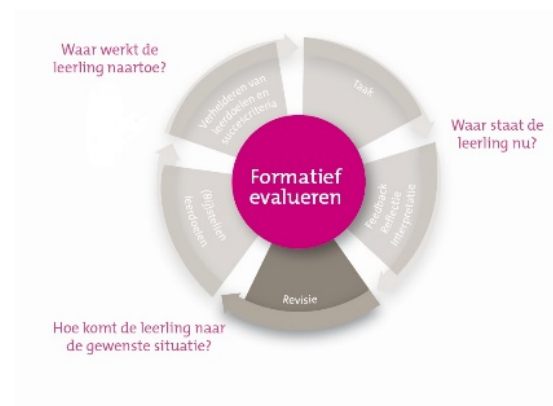 Waar werkt de
leerling naartoe?
Verhelderen van
leerdoelen en
succescriteria
Taak
Waar staat de
leerling nu?
Formatief
evalueren
Feedback
Reflectie
interpretatie
(Bij)stellen
leerdoelen
Revisie
Hoe komt de leerling naar
de gewenste situatie?